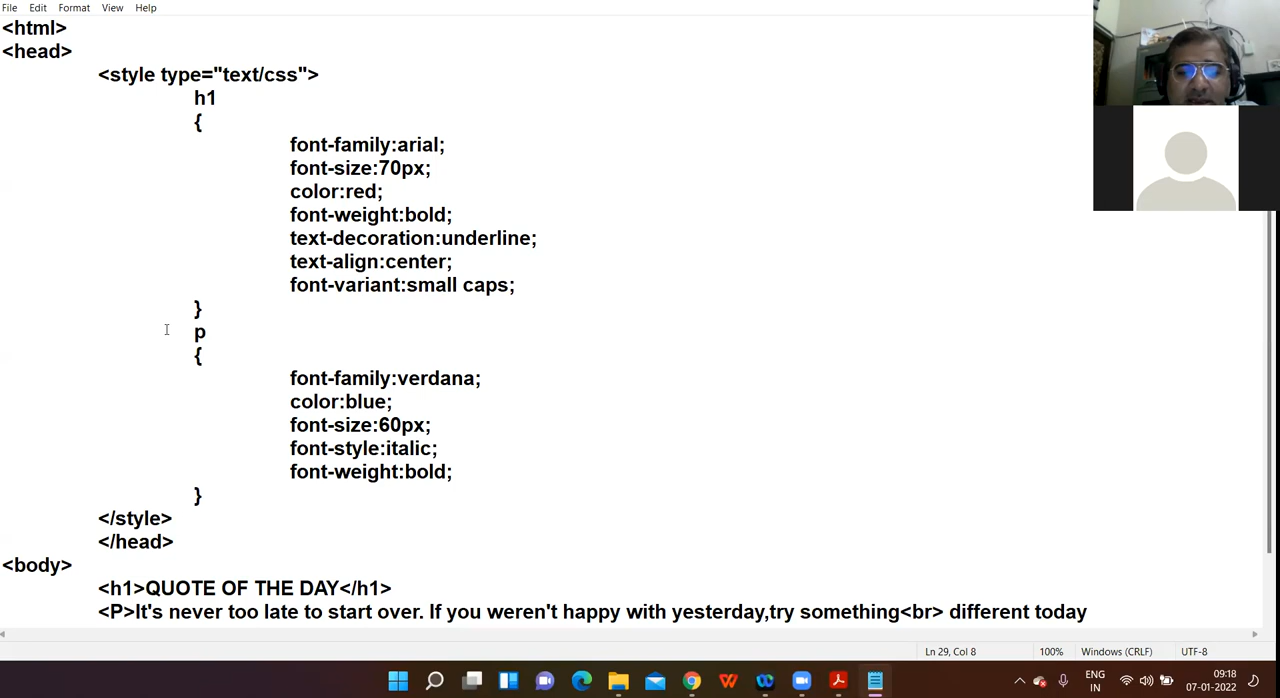 File Edit Format View Help
<html>
<head>
<style type="text/css">
h1
{
font-family:arial;
font-size:70px;
color:red;
font-weight:bold;
text-decoration:underline;
text-align:center;
font-variant:small caps;
}
p
{
font-family:verdana;
color:blue;
font-size:60px;
font-style:italic;
font-weight:bold;
}
</style>
</head>
<body>
<h1>QUOTE OF THE DAY</h1>
<P>It's never too late to start over. If you weren't happy with yesterday,try something<br> different today
Ln 29, Col 8 100% Windows (CRLF) UTF-8
ENG
IN
09:18
07-01-2022